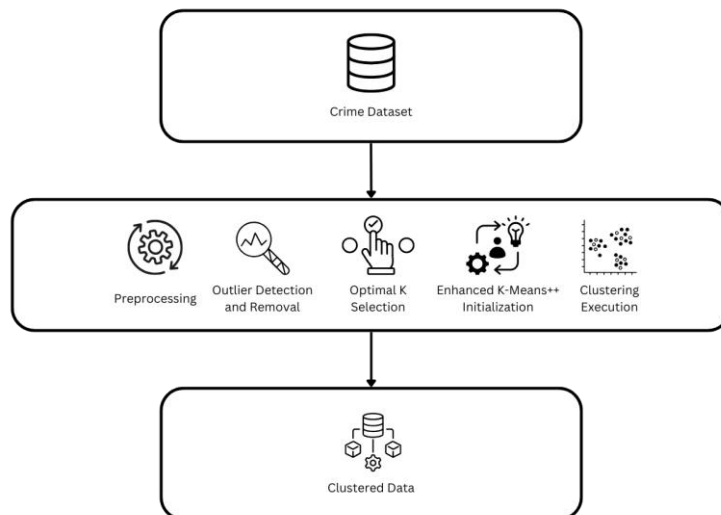 Crime Dataset
Preprocessing
Outlier Detection
and Removal
Optimal K
Selection
Enhanced K-Means++
Initialization
Clustering
Execution
Clustered Data